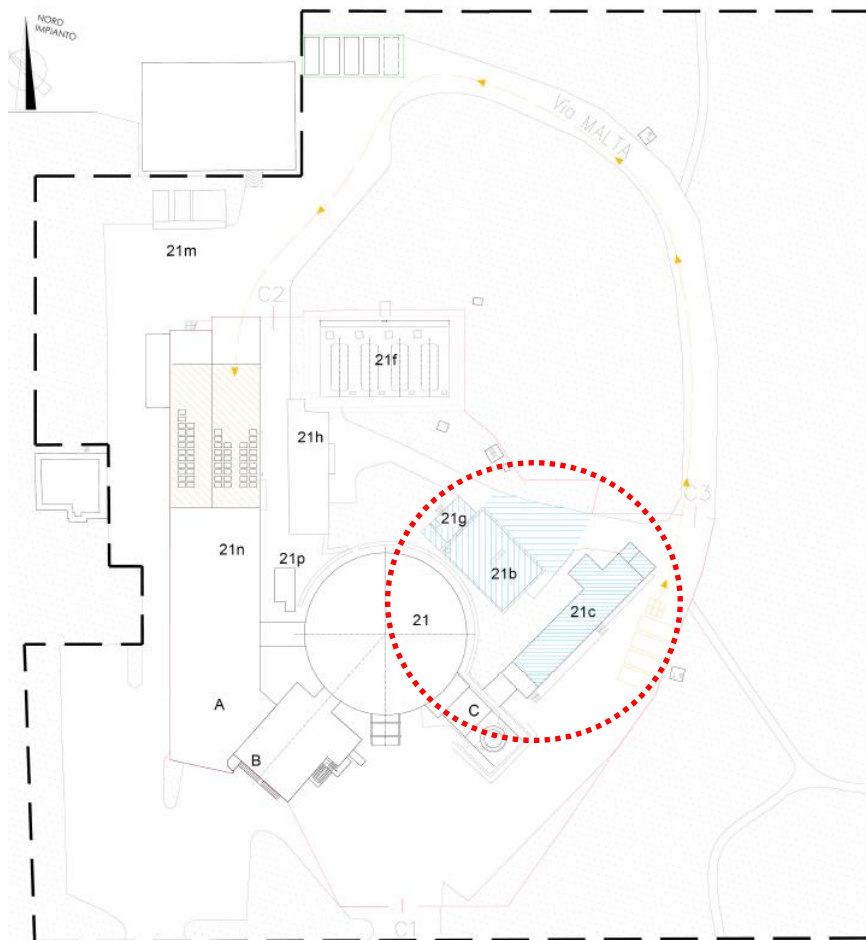 NORD
IMPIANTO
Via MALTA
21m
C2
21f
21h
21g
C3
21n
21p
21b
21c
21
A
C
B
C1